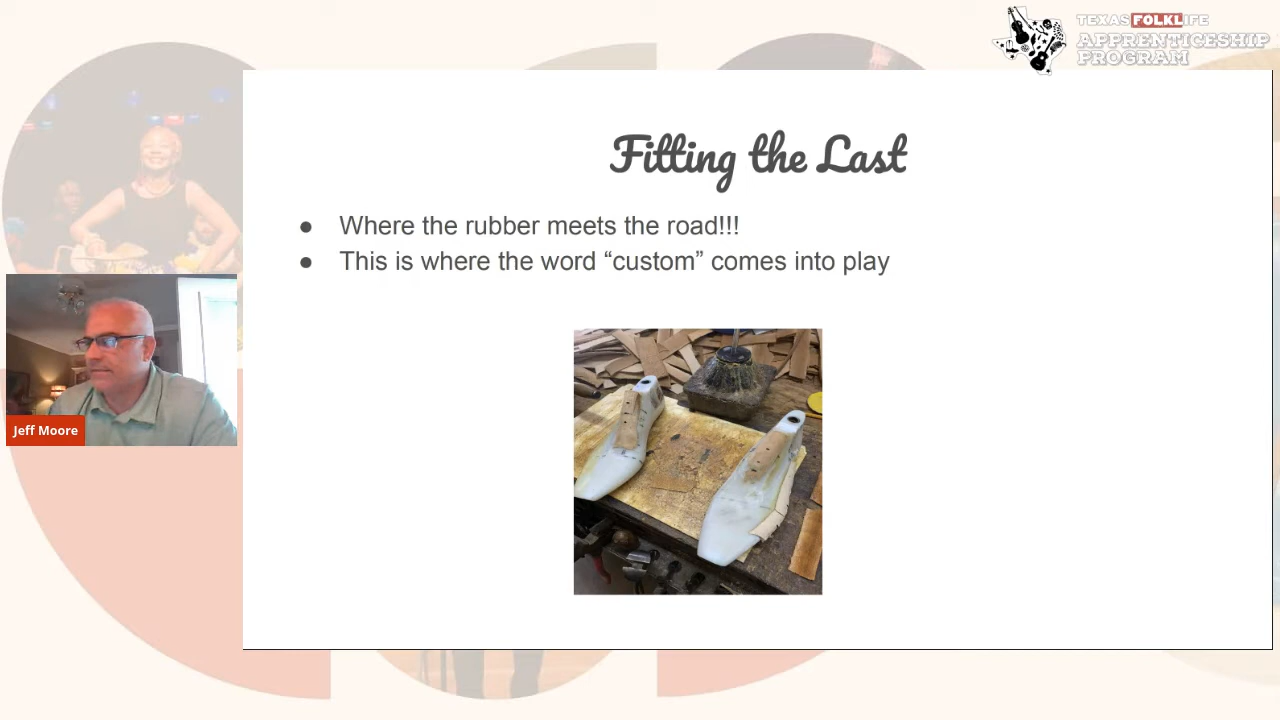 TEXAS FOLKLIFE
APPRENTICESHIP
PROGRAM
Fitting the Last
● Where the rubber meets the road!!!
● This is where the word “custom” comes into play
Jeff Moore